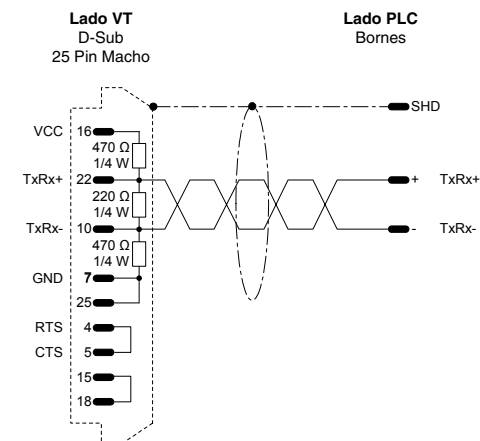 Lado VT
D-Sub
25 Pin Macho
Lado PLC
Bornes
SHD
VCC 16
470 Ω
1/4 W
TxRx+ 22
+ TxRx+
220 Ω
1/4 W
TxRx- 10
- TxRx-
470 Ω
1/4 W
GND 7
25
RTS 4
CTS 5
15
18